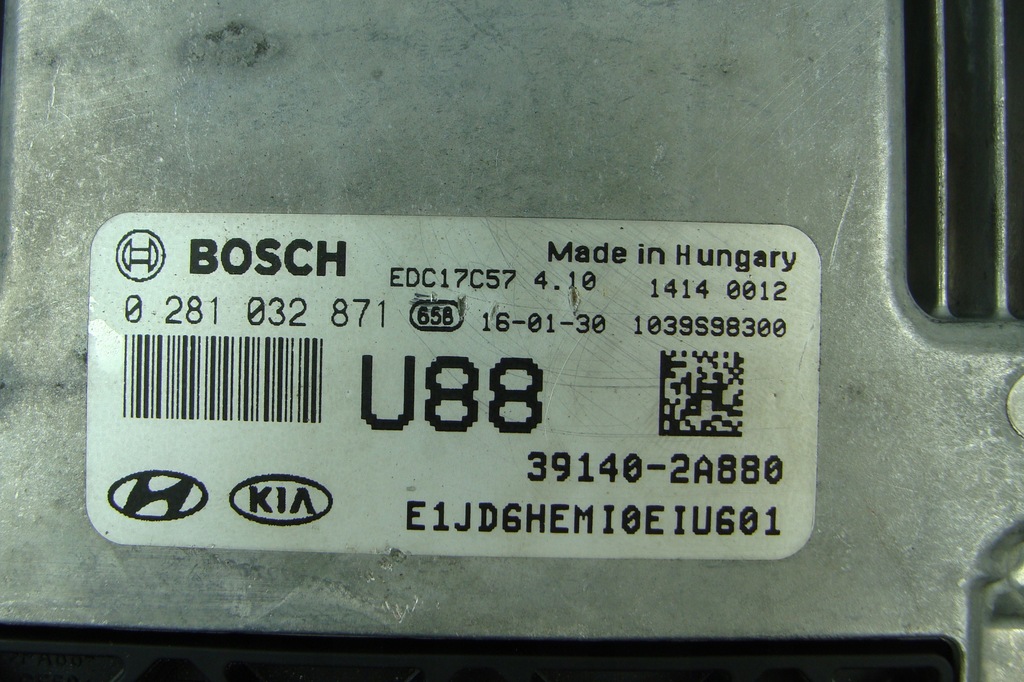 BOSCH
Made in Hungary
EDC17C57 4.10
1414 0012
0 281 032 871
65B
16-01-30
1039S98300
U88
39140-2A880
KIA
E1JD6HEMI0EIU601